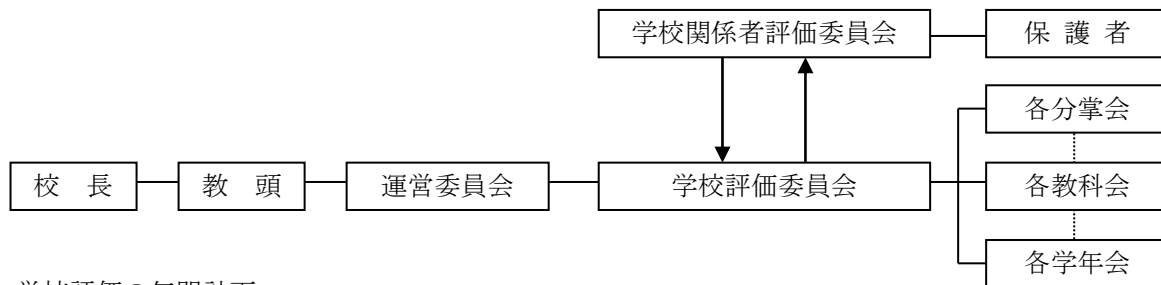 学校関係者評価委員会
保 護 者
各分掌会
校 長
教 頭
運営委員会
学校評価委員会
各教科会
各学年会